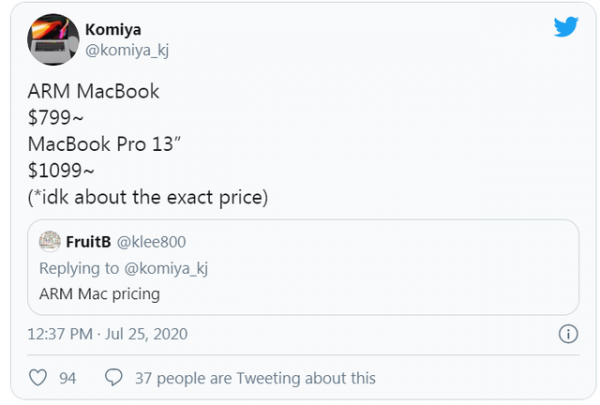 Komiya
@komiya_kj
ARM MacBook
$799~
MacBook Pro 13”
$1099~
(*idk about the exact price)
FruitB @klee800
Replying to @komiya_kj
ARM Mac pricing
12:37 PM · Jul 25, 2020
94 37 people are Tweeting about this